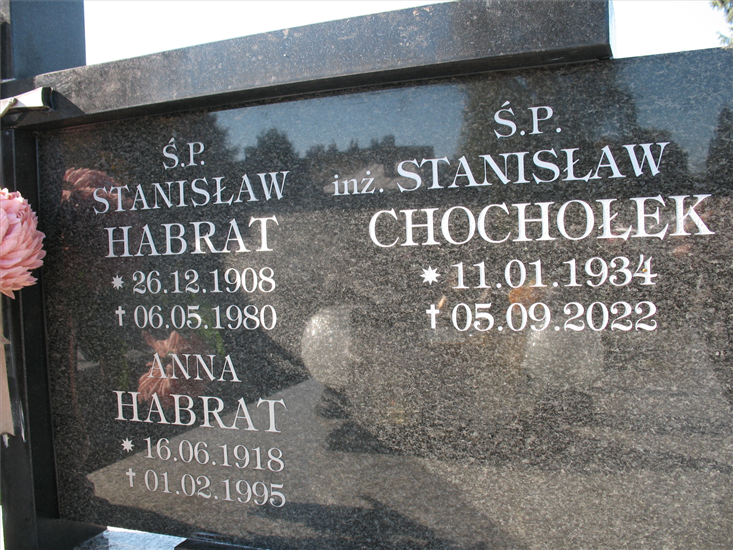 Ś.P.
STANISŁAW
HABRAT
* 26.12.1908
† 06.05.1980
ANNA
HABRAT
* 16.06.1918
† 01.02.1995
Ś.P.
inż. STANISŁAW
CHOCHOŁEK
* 11.01.1934
† 05.09.2022